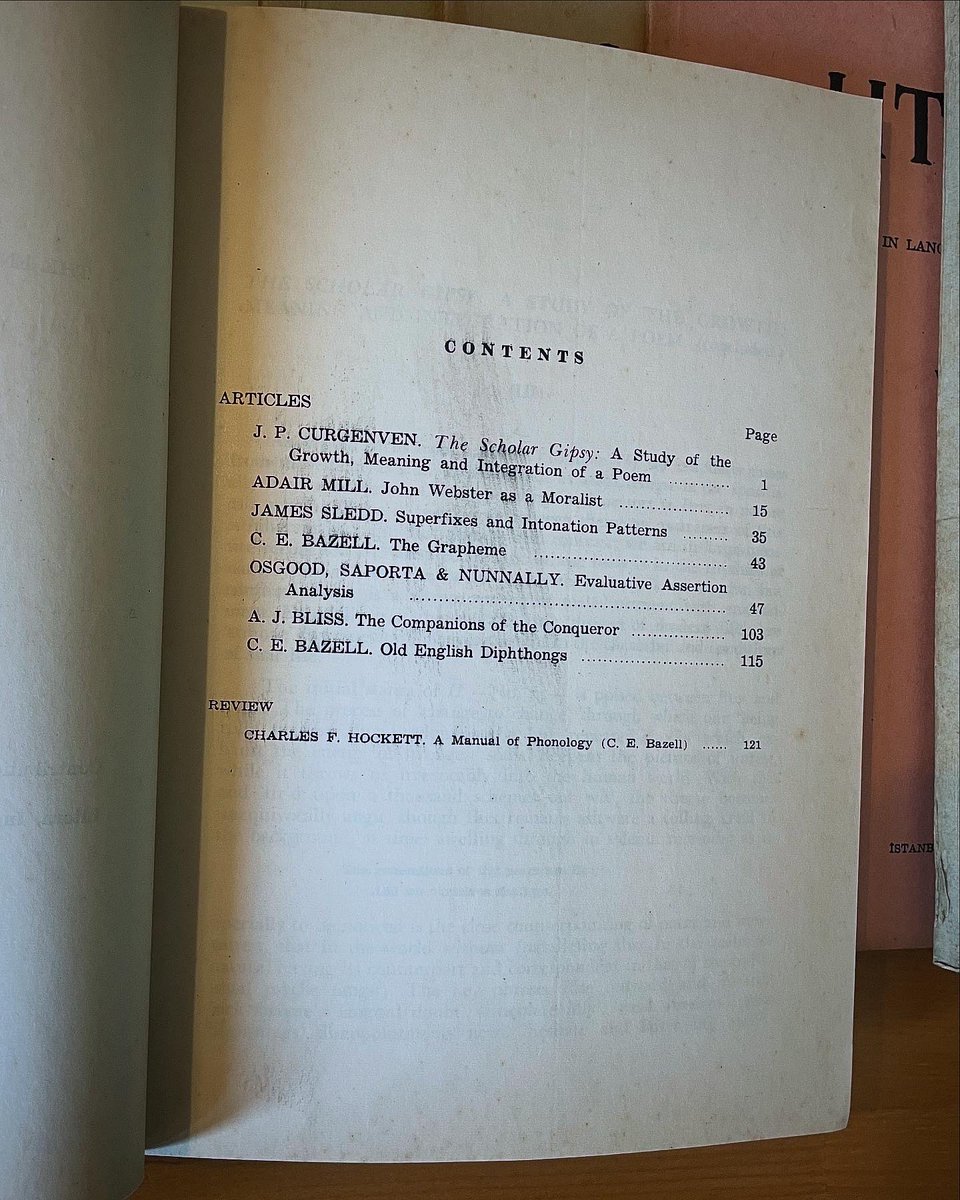 CONTENTS
ARTICLES
Page
J. P. CURGENVEN. The Scholar Gipsy: A Study of the
Growth, Meaning and Integration of a Poem ........... 1
ADAIR MILL. John Webster as a Moralist .................. 15
JAMES SLEDD. Superfixes and Intonation Patterns ........ 35
C. E. BAZELL. The Grapheme ................................ 43
OSGOOD, SAPORTA & NUNNALLY. Evaluative Assertion
Analysis ..................................................... 47
A. J. BLISS. The Companions of the Conqueror ................ 103
C. E. BAZELL. Old English Diphthongs ........................ 115
REVIEW
CHARLES F. HOCKETT. A Manual of Phonology (C. E. Bazell) ...... 121
IN